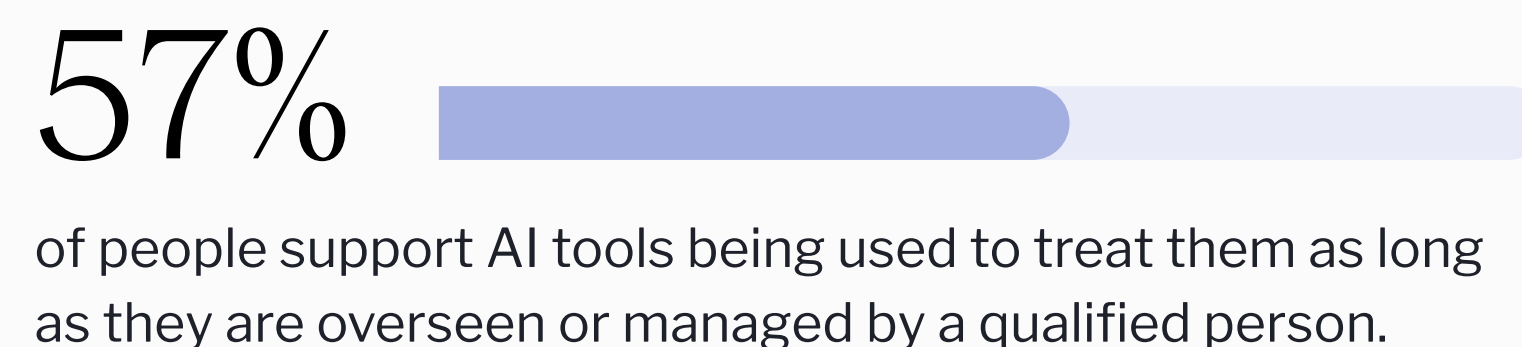 57%
of people support AI tools being used to treat them as long
as they are overseen or managed by a qualified person.